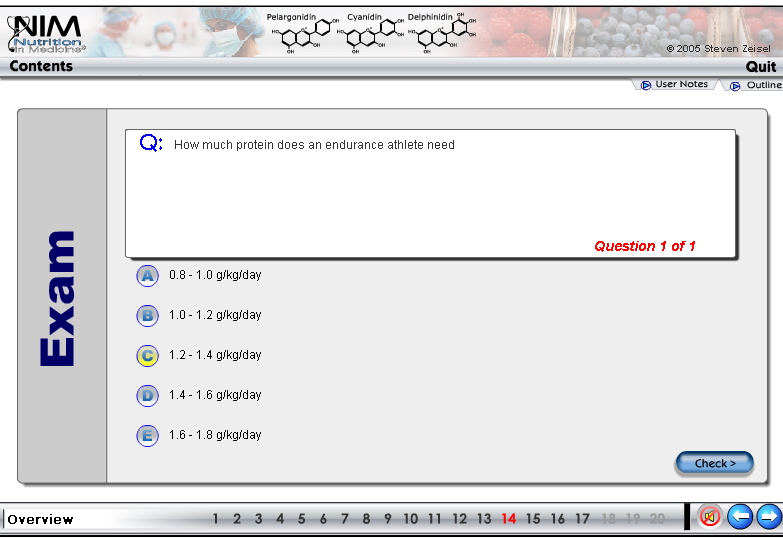 Pelargonidin Cyanidin Delphinidin
NIM
Nutrition
in Medicine®
© 2005 Steven Zeisel
Contents Quit
User Notes Outline
Exam
Q: How much protein does an endurance athlete need
Question 1 of 1
A 0.8 - 1.0 g/kg/day
B 1.0 - 1.2 g/kg/day
C 1.2 - 1.4 g/kg/day
D 1.4 - 1.6 g/kg/day
E 1.6 - 1.8 g/kg/day
Check >
Overview 1 2 3 4 5 6 7 8 9 10 11 12 13 14 15 16 17 18 19 20